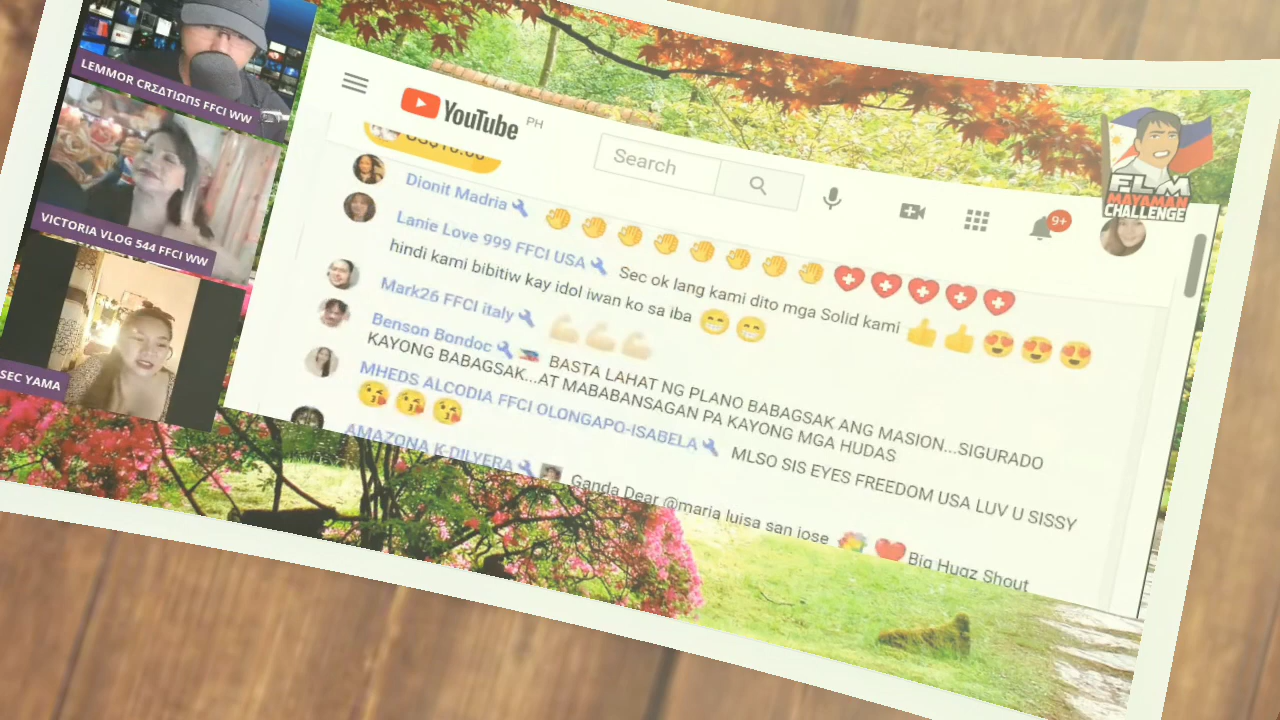 LEMMOR CRΣΔTIΩΠS FFCI WW
VICTORIA VLOG 544 FFCI WW
SEC YAMA
YouTube PH
Search
9+
FLM
MAYAMAN
CHALLENGE
Dionit Madria 🔧 👋👋👋👋👋👋👋👋
Lanie Love 999 FFCI USA 🔧 Sec ok lang kami dito mga Solid kami
hindi kami bibitiw kay idol iwan ko sa iba 😁😁
Mark26 FFCI italy 🔧 💪🏻💪🏻💪🏻
Benson Bondoc 🔧 🇵🇭 BASTA LAHAT NG PLANO BABAGSAK ANG MASION...SIGURADO
KAYONG BABAGSAK...AT MABABANSAGAN PA KAYONG MGA HUDAS
MHEDS ALCODIA FFCI OLONGAPO-ISABELA 🔧 MLSO SIS EYES FREEDOM USA LUV U SISSY
😘😘😘
AMAZONA K-DILYERA 🔧 Ganda Dear @maria luisa san jose 💐 ❤️ Big Hugz Shout